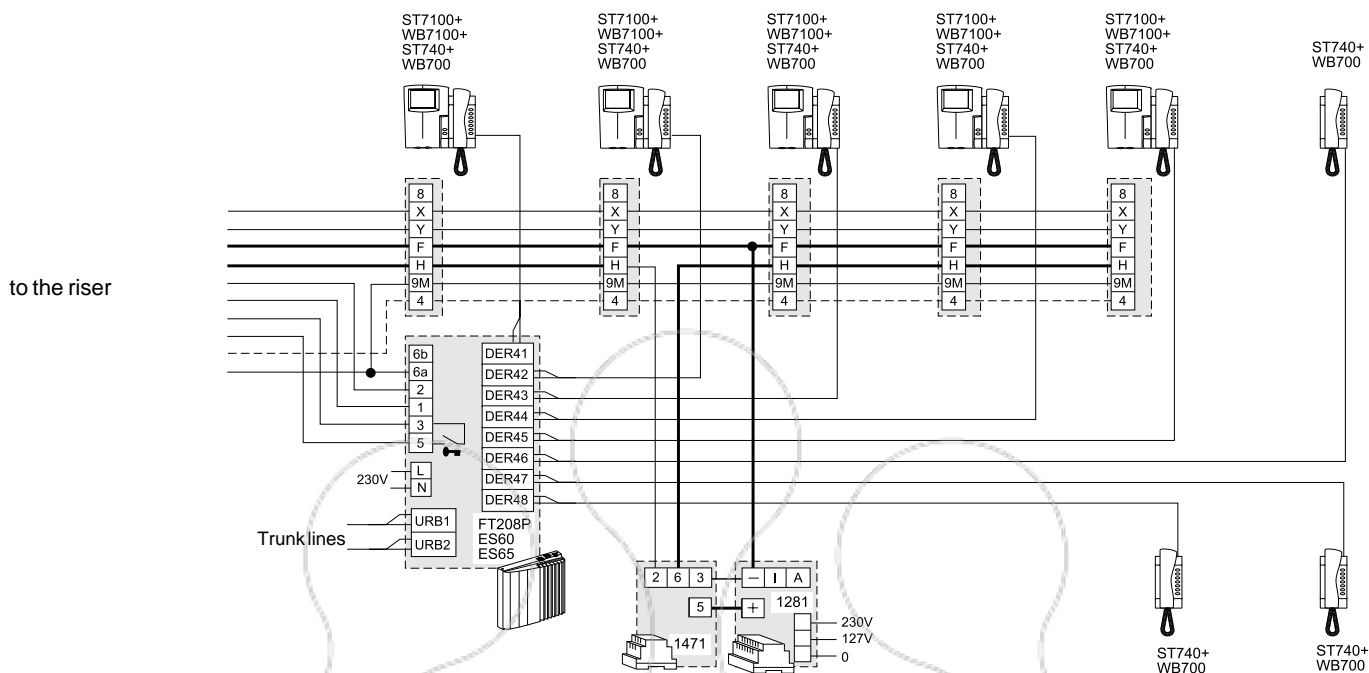 ST7100+
WB7100+
ST740+
WB700
ST7100+
WB7100+
ST740+
WB700
ST7100+
WB7100+
ST740+
WB700
ST7100+
WB7100+
ST740+
WB700
ST7100+
WB7100+
ST740+
WB700
ST740+
WB700
8
X
Y
F
H
9M
4
8
X
Y
F
H
9M
4
8
X
Y
F
H
9M
4
8
X
Y
F
H
9M
4
8
X
Y
F
H
9M
4
to the riser
6b
6a
2
1
3
5
L
N
230V
URB1
URB2
Trunk lines
DER41
DER42
DER43
DER44
DER45
DER46
DER47
DER48
FT208P
ES60
ES65
2 6 3
5
1471
– I A
+
1281
230V
127V
0
ST740+
WB700
ST740+
WB700